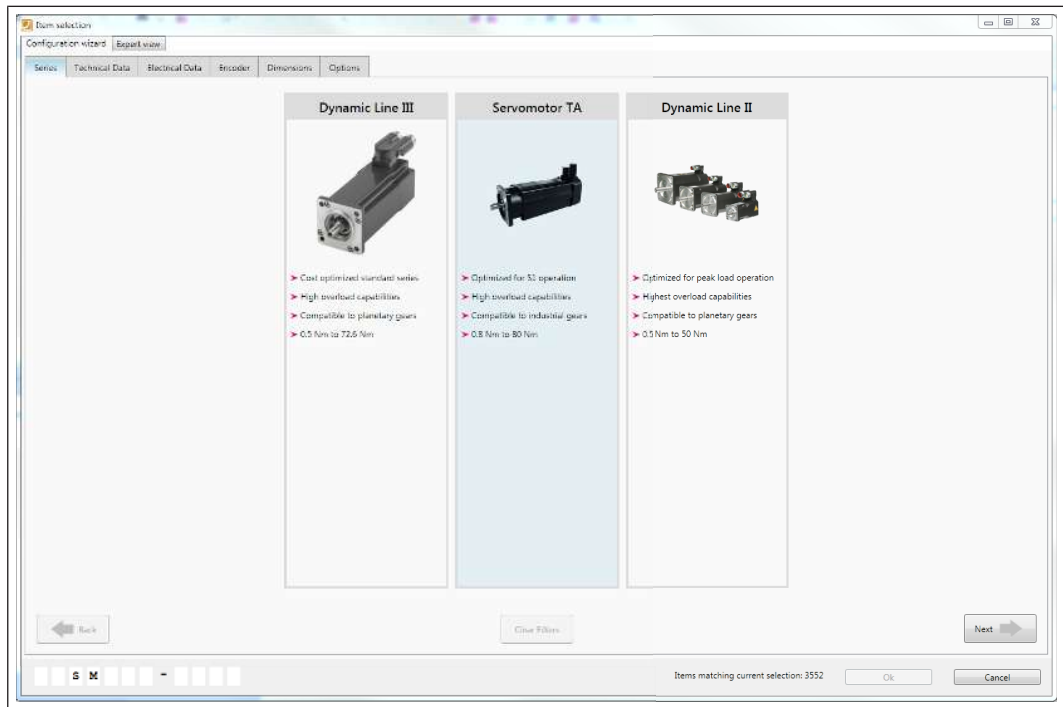 Item selection
Configuration wizard Expert view
Series Technical Data Electrical Data Encoder Dimensions Options
Dynamic Line III
➤ Cost optimized standard series
➤ High overload capabilities
➤ Compatible to planetary gears
➤ 0.5 Nm to 72.6 Nm
Servomotor TA
➤ Optimized for S1 operation
➤ High overload capabilities
➤ Compatible to industrial gears
➤ 0.8 Nm to 80 Nm
Dynamic Line II
➤ Optimized for peak load operation
➤ Highest overload capabilities
➤ Compatible to planetary gears
➤ 0.5 Nm to 50 Nm
Back Clear Filters Next
S M -
Items matching current selection: 3552 Ok Cancel